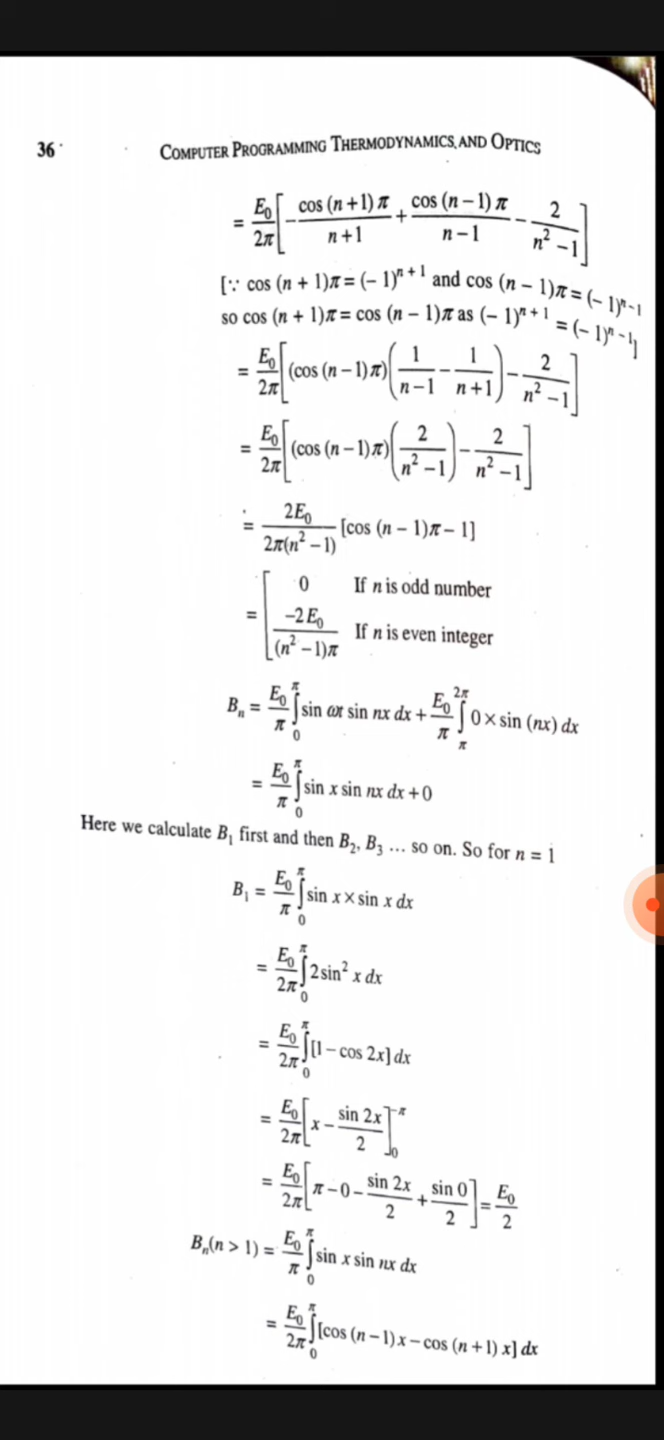 36
COMPUTER PROGRAMMING THERMODYNAMICS, AND OPTICS
= E₀/2π [ − cos (n+1) π / n+1 + cos (n−1) π / n−1 − 2 / n² −1 ]
[∵ cos (n + 1)π = (− 1)ⁿ⁺¹ and cos (n − 1)π = (− 1)ⁿ⁻¹
so cos (n + 1)π = cos (n − 1)π as (− 1)ⁿ⁺¹ = (− 1)ⁿ⁻¹]
= E₀/2π [ (cos (n−1) π) ( 1/n−1 − 1/n+1 ) − 2 / n² −1 ]
= E₀/2π [ (cos (n−1) π) ( 2 / n² −1 ) − 2 / n² −1 ]
= 2E₀ / 2π(n² −1) [cos (n − 1)π − 1]
= [ 0 If n is odd number
−2E₀ / (n² −1)π If n is even integer
Bₙ = E₀/π ∫₀^π sin ωt sin nx dx + E₀/π ∫_π^2π 0 × sin (nx) dx
= E₀/π ∫₀^π sin x sin nx dx + 0
Here we calculate B₁ first and then B₂, B₃ ... so on. So for n = 1
B₁ = E₀/π ∫₀^π sin x × sin x dx
= E₀/2π ∫₀^π 2 sin² x dx
= E₀/2π ∫₀^π [1 − cos 2x] dx
= E₀/2π [ x − sin 2x / 2 ]₀^−π
= E₀/2π [ π − 0 − sin 2x / 2 + sin 0 / 2 ] = E₀/2
Bₙ(n > 1) = E₀/π ∫₀^π sin x sin nx dx
= E₀/2π ∫₀^π [cos (n − 1) x − cos (n + 1) x] dx